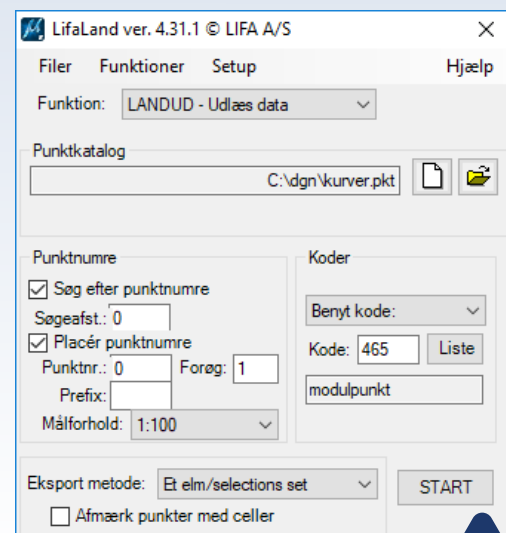 LifaLand ver. 4.31.1 © LIFA A/S
Filer Funktioner Setup Hjælp
Funktion: LANDUD - Udlæs data
Punktkatalog
C:\dgn\kurver.pkt
Punktnumre
Søg efter punktnumre
Søgeafst.: 0
Placér punktnumre
Punktnr.: 0 Forøg: 1
Prefix:
Målforhold: 1:100
Koder
Benyt kode:
Kode: 465 Liste
modulpunkt
Eksport metode: Et elm/selections set START
Afmærk punkter med celler